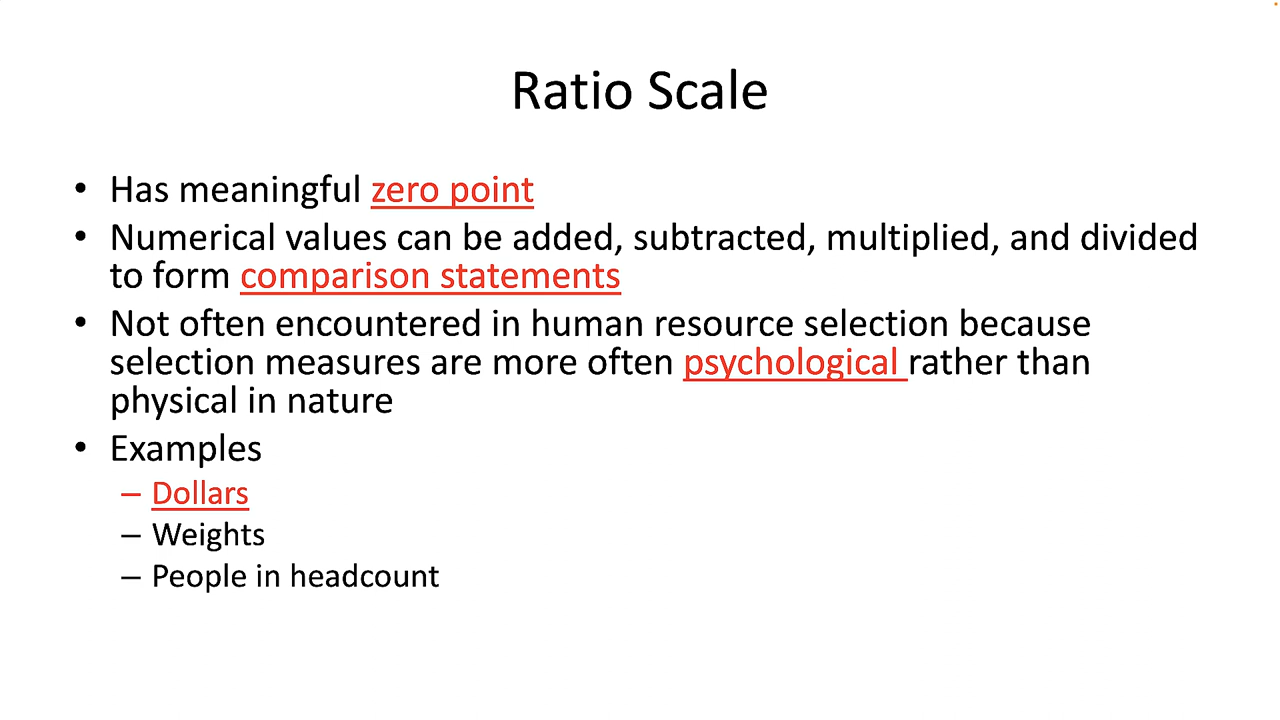 Ratio Scale
• Has meaningful zero point
• Numerical values can be added, subtracted, multiplied, and divided
to form comparison statements
• Not often encountered in human resource selection because
selection measures are more often psychological rather than
physical in nature
• Examples
– Dollars
– Weights
– People in headcount